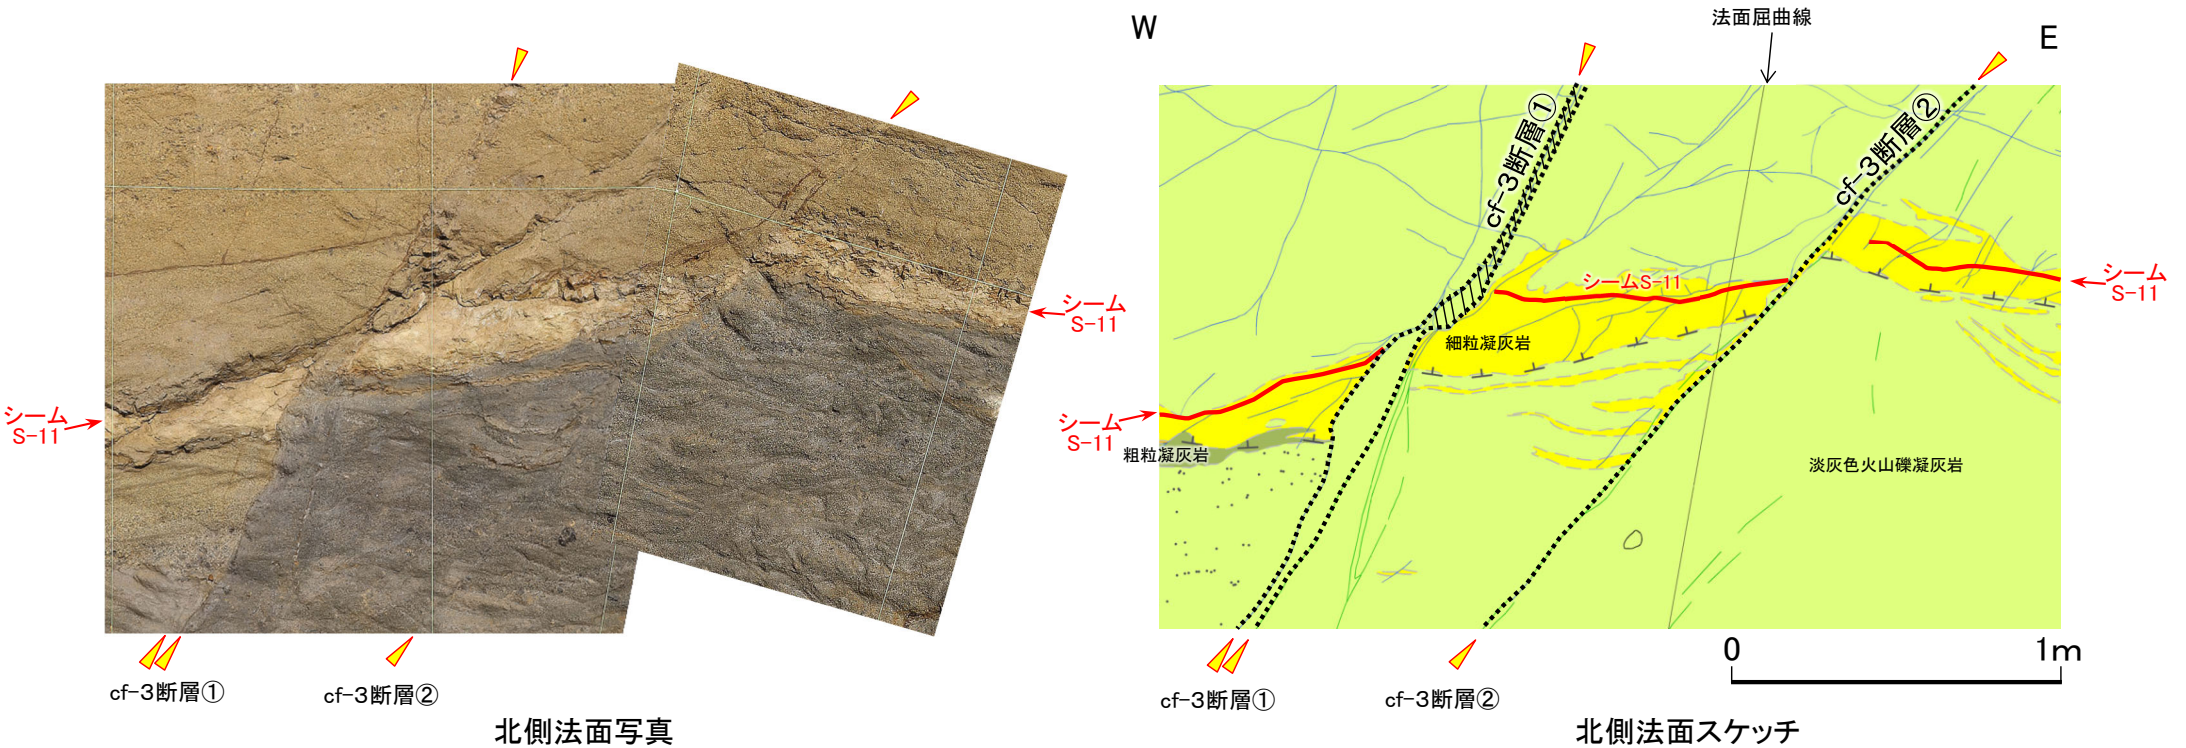 シーム
S-11
シーム
S-11
cf-3断層①
cf-3断層②
北側法面写真
W
法面屈曲線
E
cf-3断層①
cf-3断層②
シームS-11
シーム
S-11
細粒凝灰岩
シーム
S-11
粗粒凝灰岩
淡灰色火山礫凝灰岩
0
1m
cf-3断層①
cf-3断層②
北側法面スケッチ